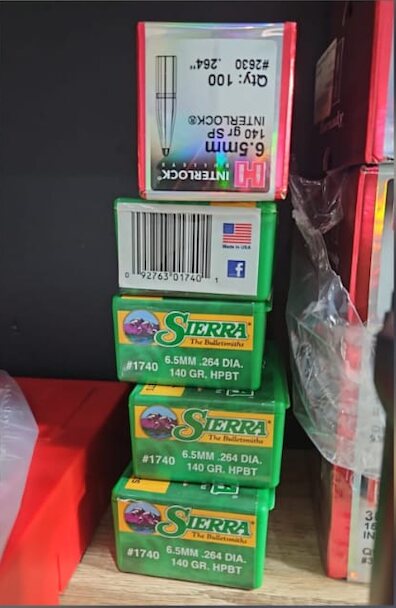 H INTERLOCK®
BULLETS
6.5mm
140 gr SP
INTERLOCK®
Qty: 100
#2630 .264"
Made in USA
f
0 92763 01740 1
SIERRA
The Bulletsmiths
#1740
6.5MM .264 DIA.
140 GR. HPBT
SIERRA
The Bulletsmiths
#1740
6.5MM .264 DIA.
140 GR. HPBT
SIERRA
The Bulletsmiths
#1740
6.5MM .264 DIA.
140 GR. HPBT